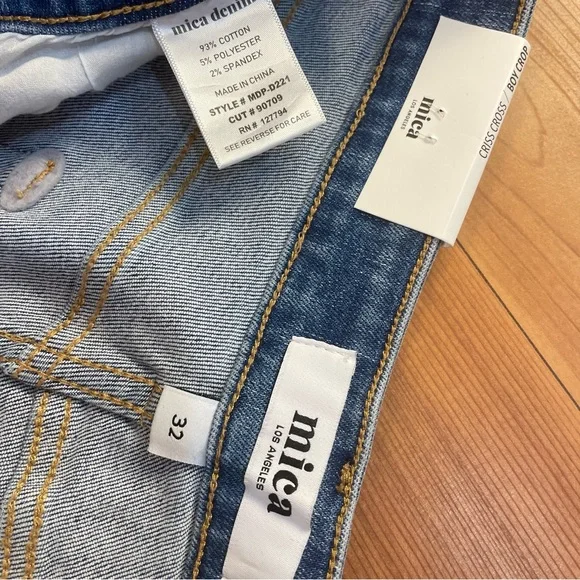 mica denim
93% COTTON
5% POLYESTER
2% SPANDEX
MADE IN CHINA
STYLE # MDP-D221
CUT # 90709
RN # 127794
SEE REVERSE FOR CARE
mica
LOS ANGELES
CRISS CROSS BOY CROP
32
mica
LOS ANGELES